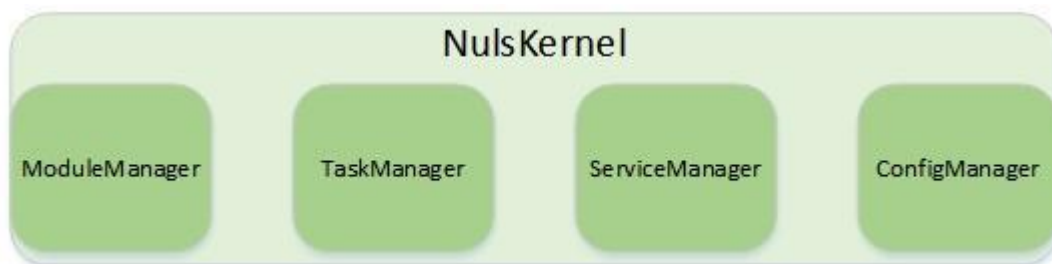 NulsKernel
ModuleManager
TaskManager
ServiceManager
ConfigManager